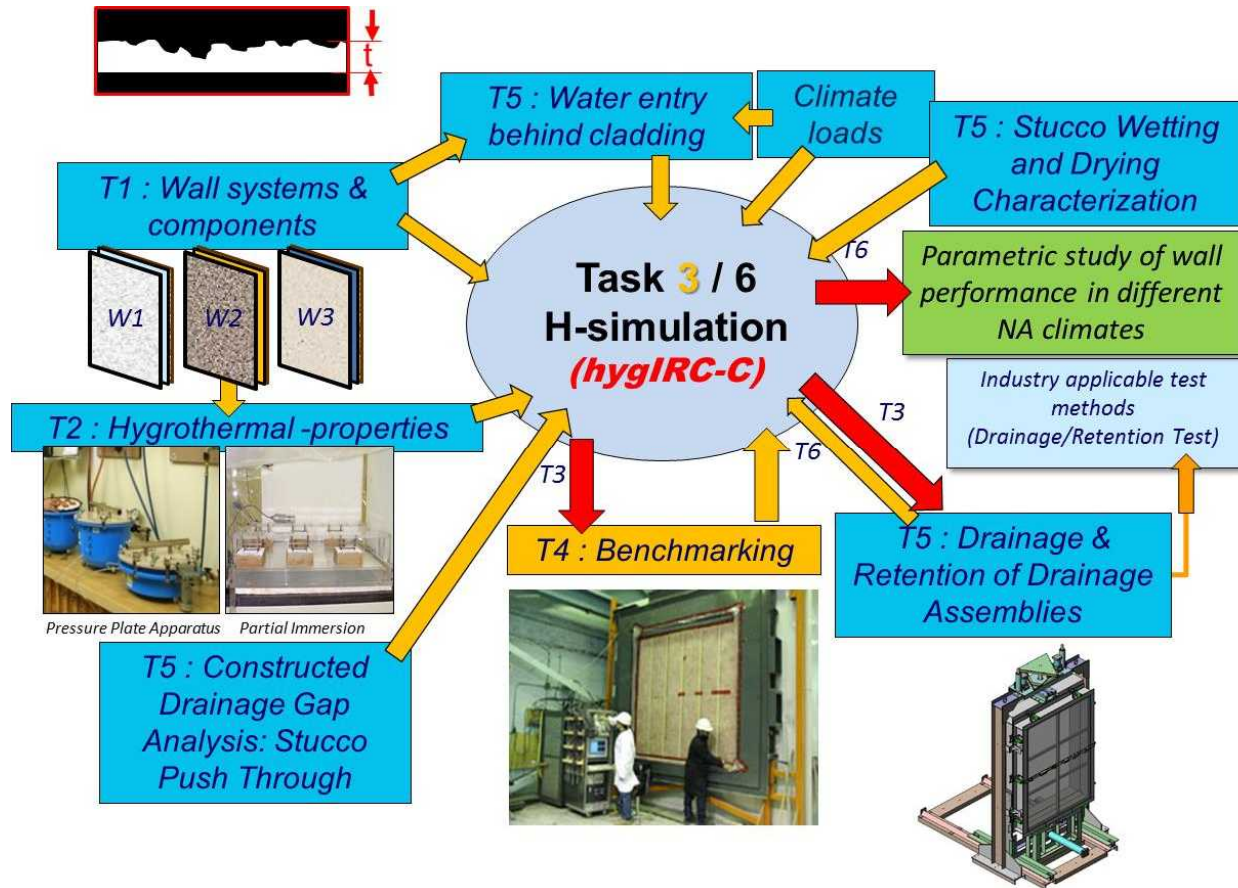 t
T5 : Water entry
behind cladding
Climate
loads
T5 : Stucco Wetting
and Drying
Characterization
T1 : Wall systems &
components
W1
W2
W3
T6
Parametric study of wall
performance in different
NA climates
Task 3 / 6
H-simulation
(hygIRC-C)
Industry applicable test
methods
(Drainage/Retention Test)
T2 : Hygrothermal -properties
T3
T6
T3
T4 : Benchmarking
T5 : Drainage &
Retention of Drainage
Assemblies
Pressure Plate Apparatus
Partial Immersion
T5 : Constructed
Drainage Gap
Analysis: Stucco
Push Through